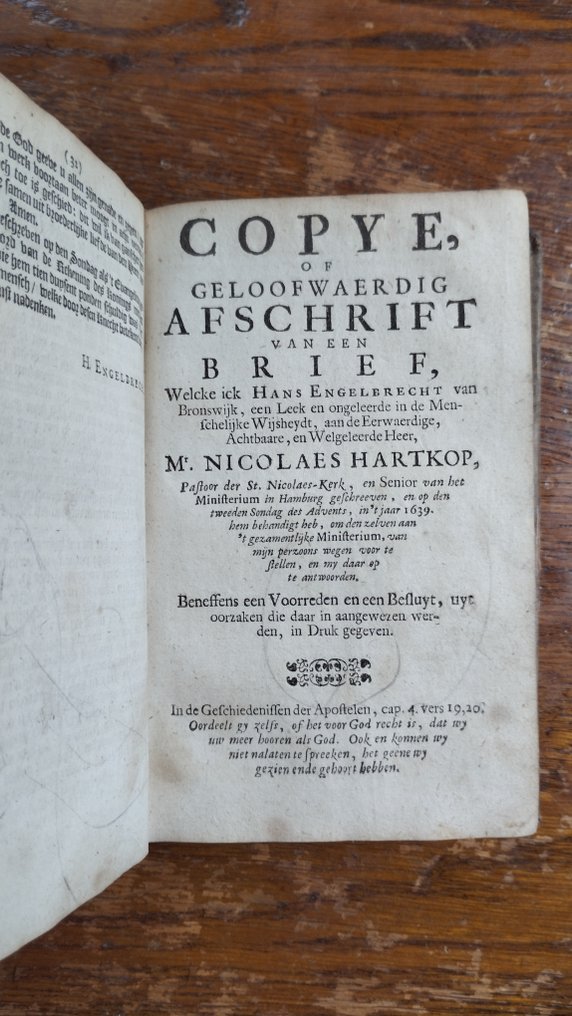 (31)
de God geeve u allen
Amen.
H. ENGELBRECH
COPYE,
OF
GELOOFWAERDIG
AFSCHRIFT
VAN EEN
BRIEF,
Welcke ick HANS ENGELBRECHT van
Bronswijk, een Leek en ongeleerde in de Men-
schelijke Wijsheydt, aan de Eerwaardige,
Achtbaare, en Welgeleerde Heer,
Mr. NICOLAES HARTKOP,
Pastoor der St. Nicolaes-Kerk, en Senior van het
Ministerium in Hamburg geschreeven, en op den
tweeden Sondag des Advents, in 't jaar 1639.
hem behandigt heb, om den zelven aan
't gezamentlijke Ministerium, van
mijn perzoons wegen voor te
stellen, en my daar op
te antwoorden.
Beneffens een Voorreden en een Besluyt, uyt
oorzaken die daar in aangewezen wer-
den, in Druk gegeven.
In de Geschiedenissen der Apostelen, cap. 4. vers 19, 20.
Oordeelt gy zelfs, of het voor God recht is, dat wy
uw meer hooren als God. Ook en konnen wy
niet nalaten te spreeken, het geene wy
gezien ende gehoort hebben.